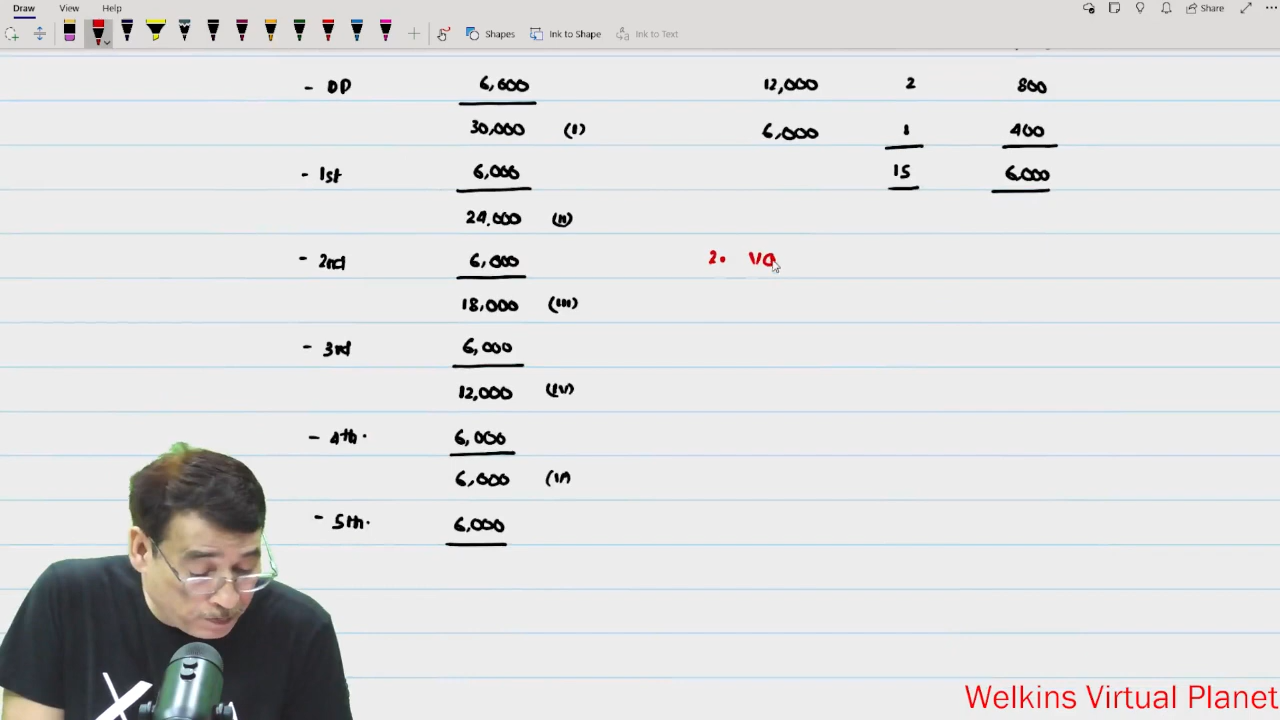 Draw View Help
Share
Shapes Ink to Shape Ink to Text
- DP 6,000 12,000 2 800
30,000 (I) 6,000 1 400
- 1st 6,000 15 6,000
24,000 (II)
- 2nd 6,000 2.
18,000 (III)
- 3rd 6,000
12,000 (IV)
- 4th. 6,000
6,000 (V)
- 5th. 6,000
Welkins Virtual Planet